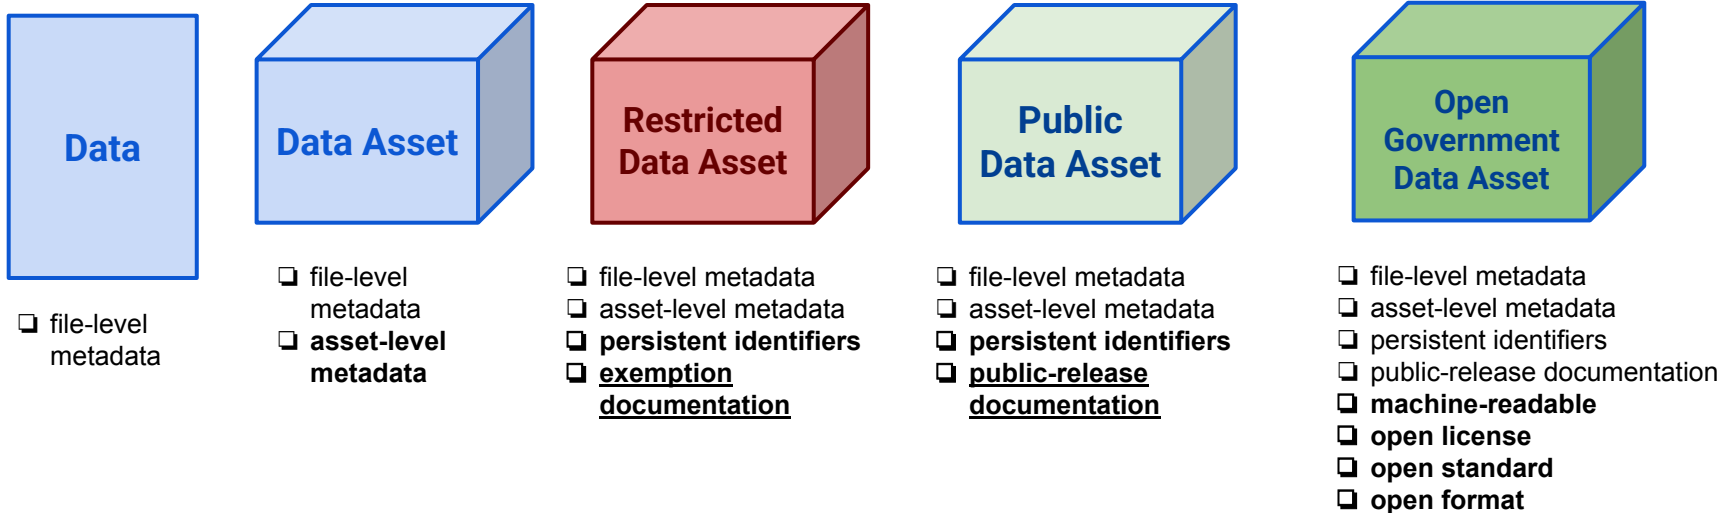 Data
❏ file-level
metadata
Data Asset
❏ file-level
metadata
❏ asset-level
metadata
Restricted
Data Asset
❏ file-level metadata
❏ asset-level metadata
❏ persistent identifiers
❏ exemption
documentation
Public
Data Asset
❏ file-level metadata
❏ asset-level metadata
❏ persistent identifiers
❏ public-release
documentation
Open
Government
Data Asset
❏ file-level metadata
❏ asset-level metadata
❏ persistent identifiers
❏ public-release documentation
❏ machine-readable
❏ open license
❏ open standard
❏ open format